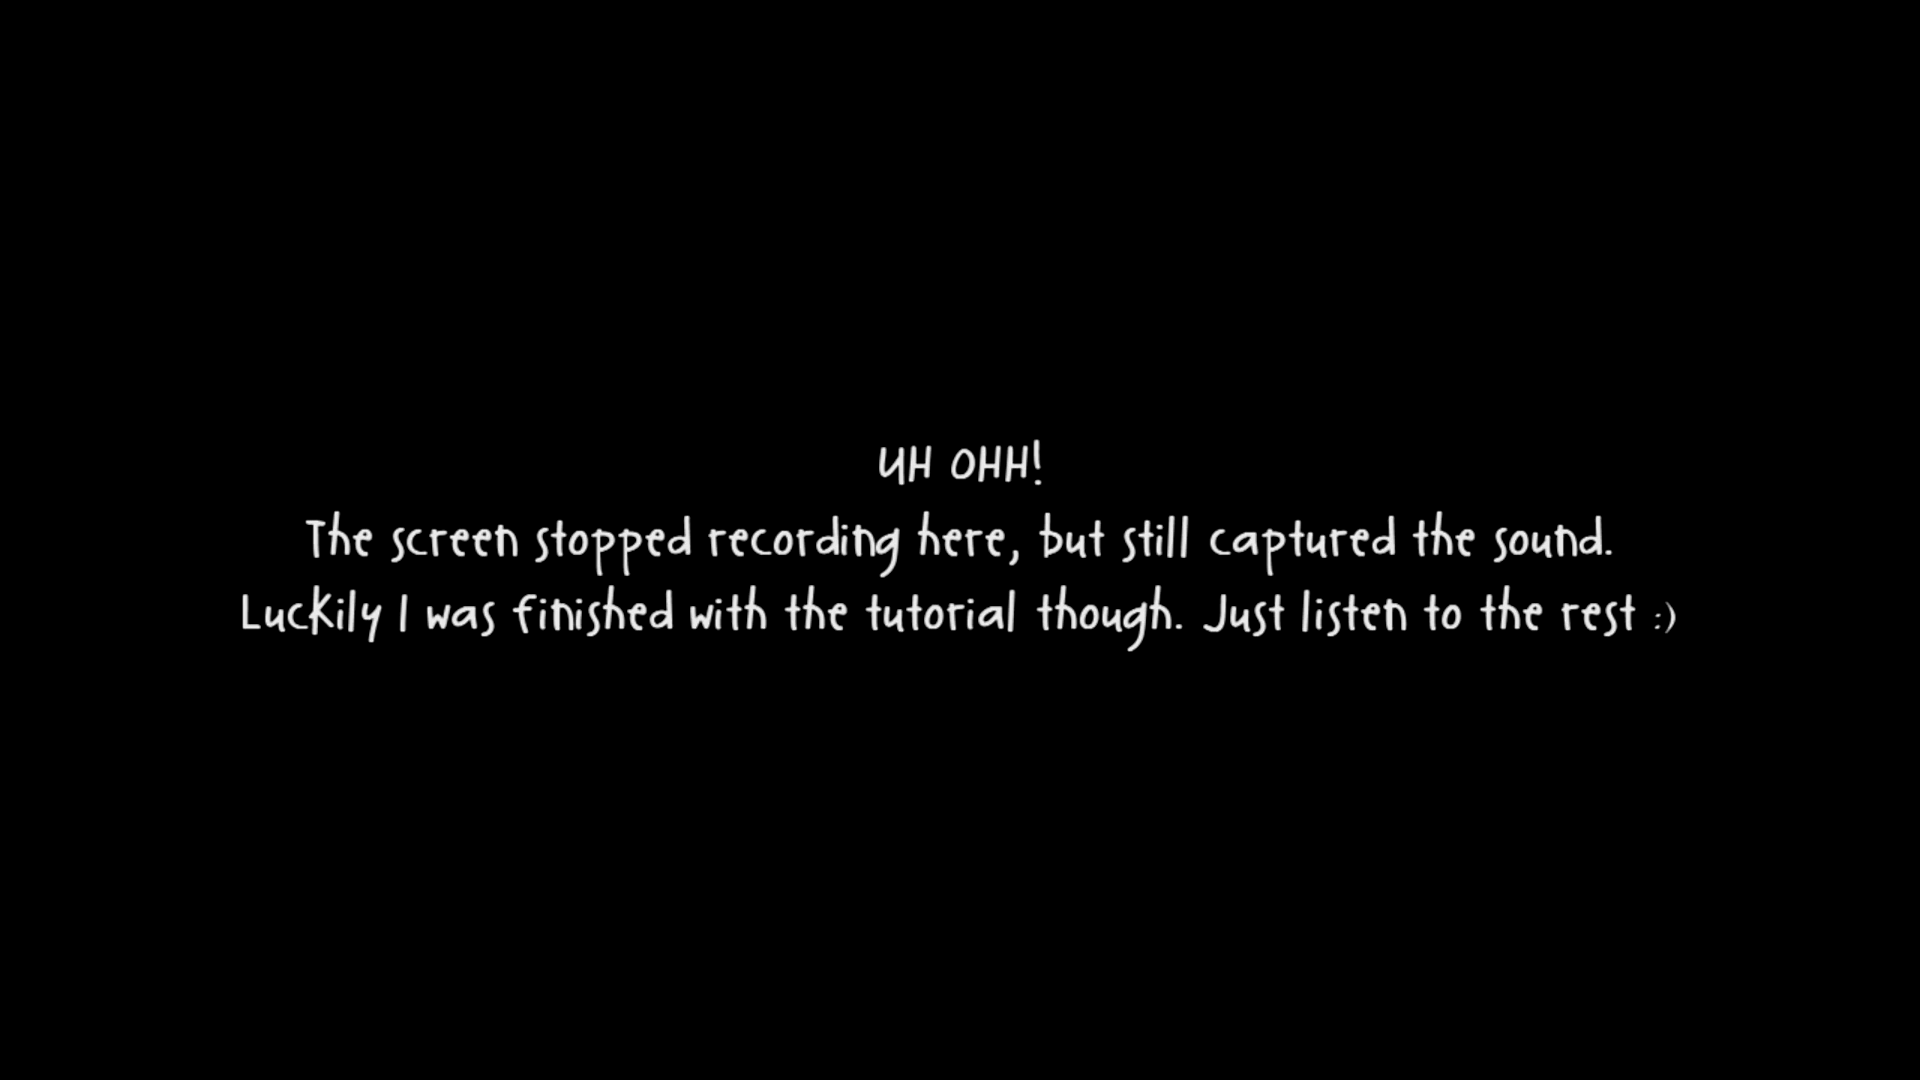 UH OHH!
The screen stopped recording here, but still captured the sound.
Luckily I was finished with the tutorial though. Just listen to the rest :)